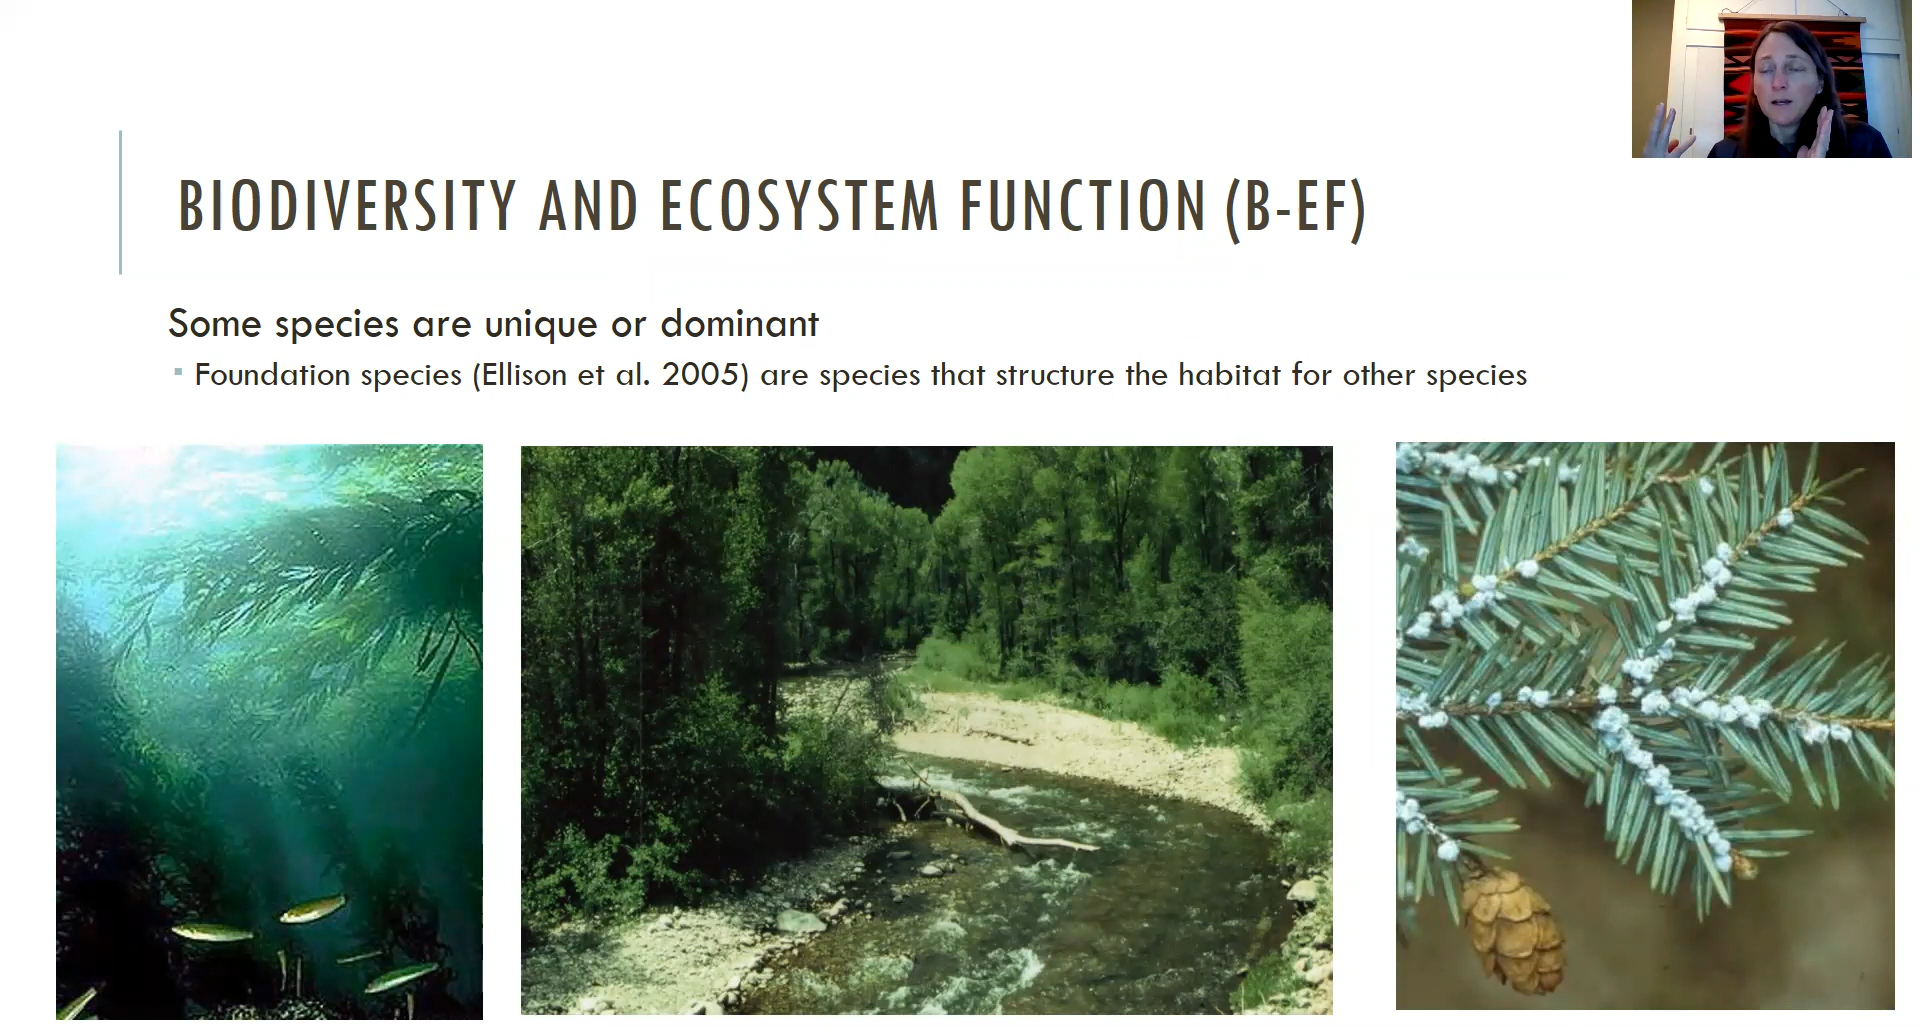 BIODIVERSITY AND ECOSYSTEM FUNCTION (B-EF)
Some species are unique or dominant
Foundation species (Ellison et al. 2005) are species that structure the habitat for other species